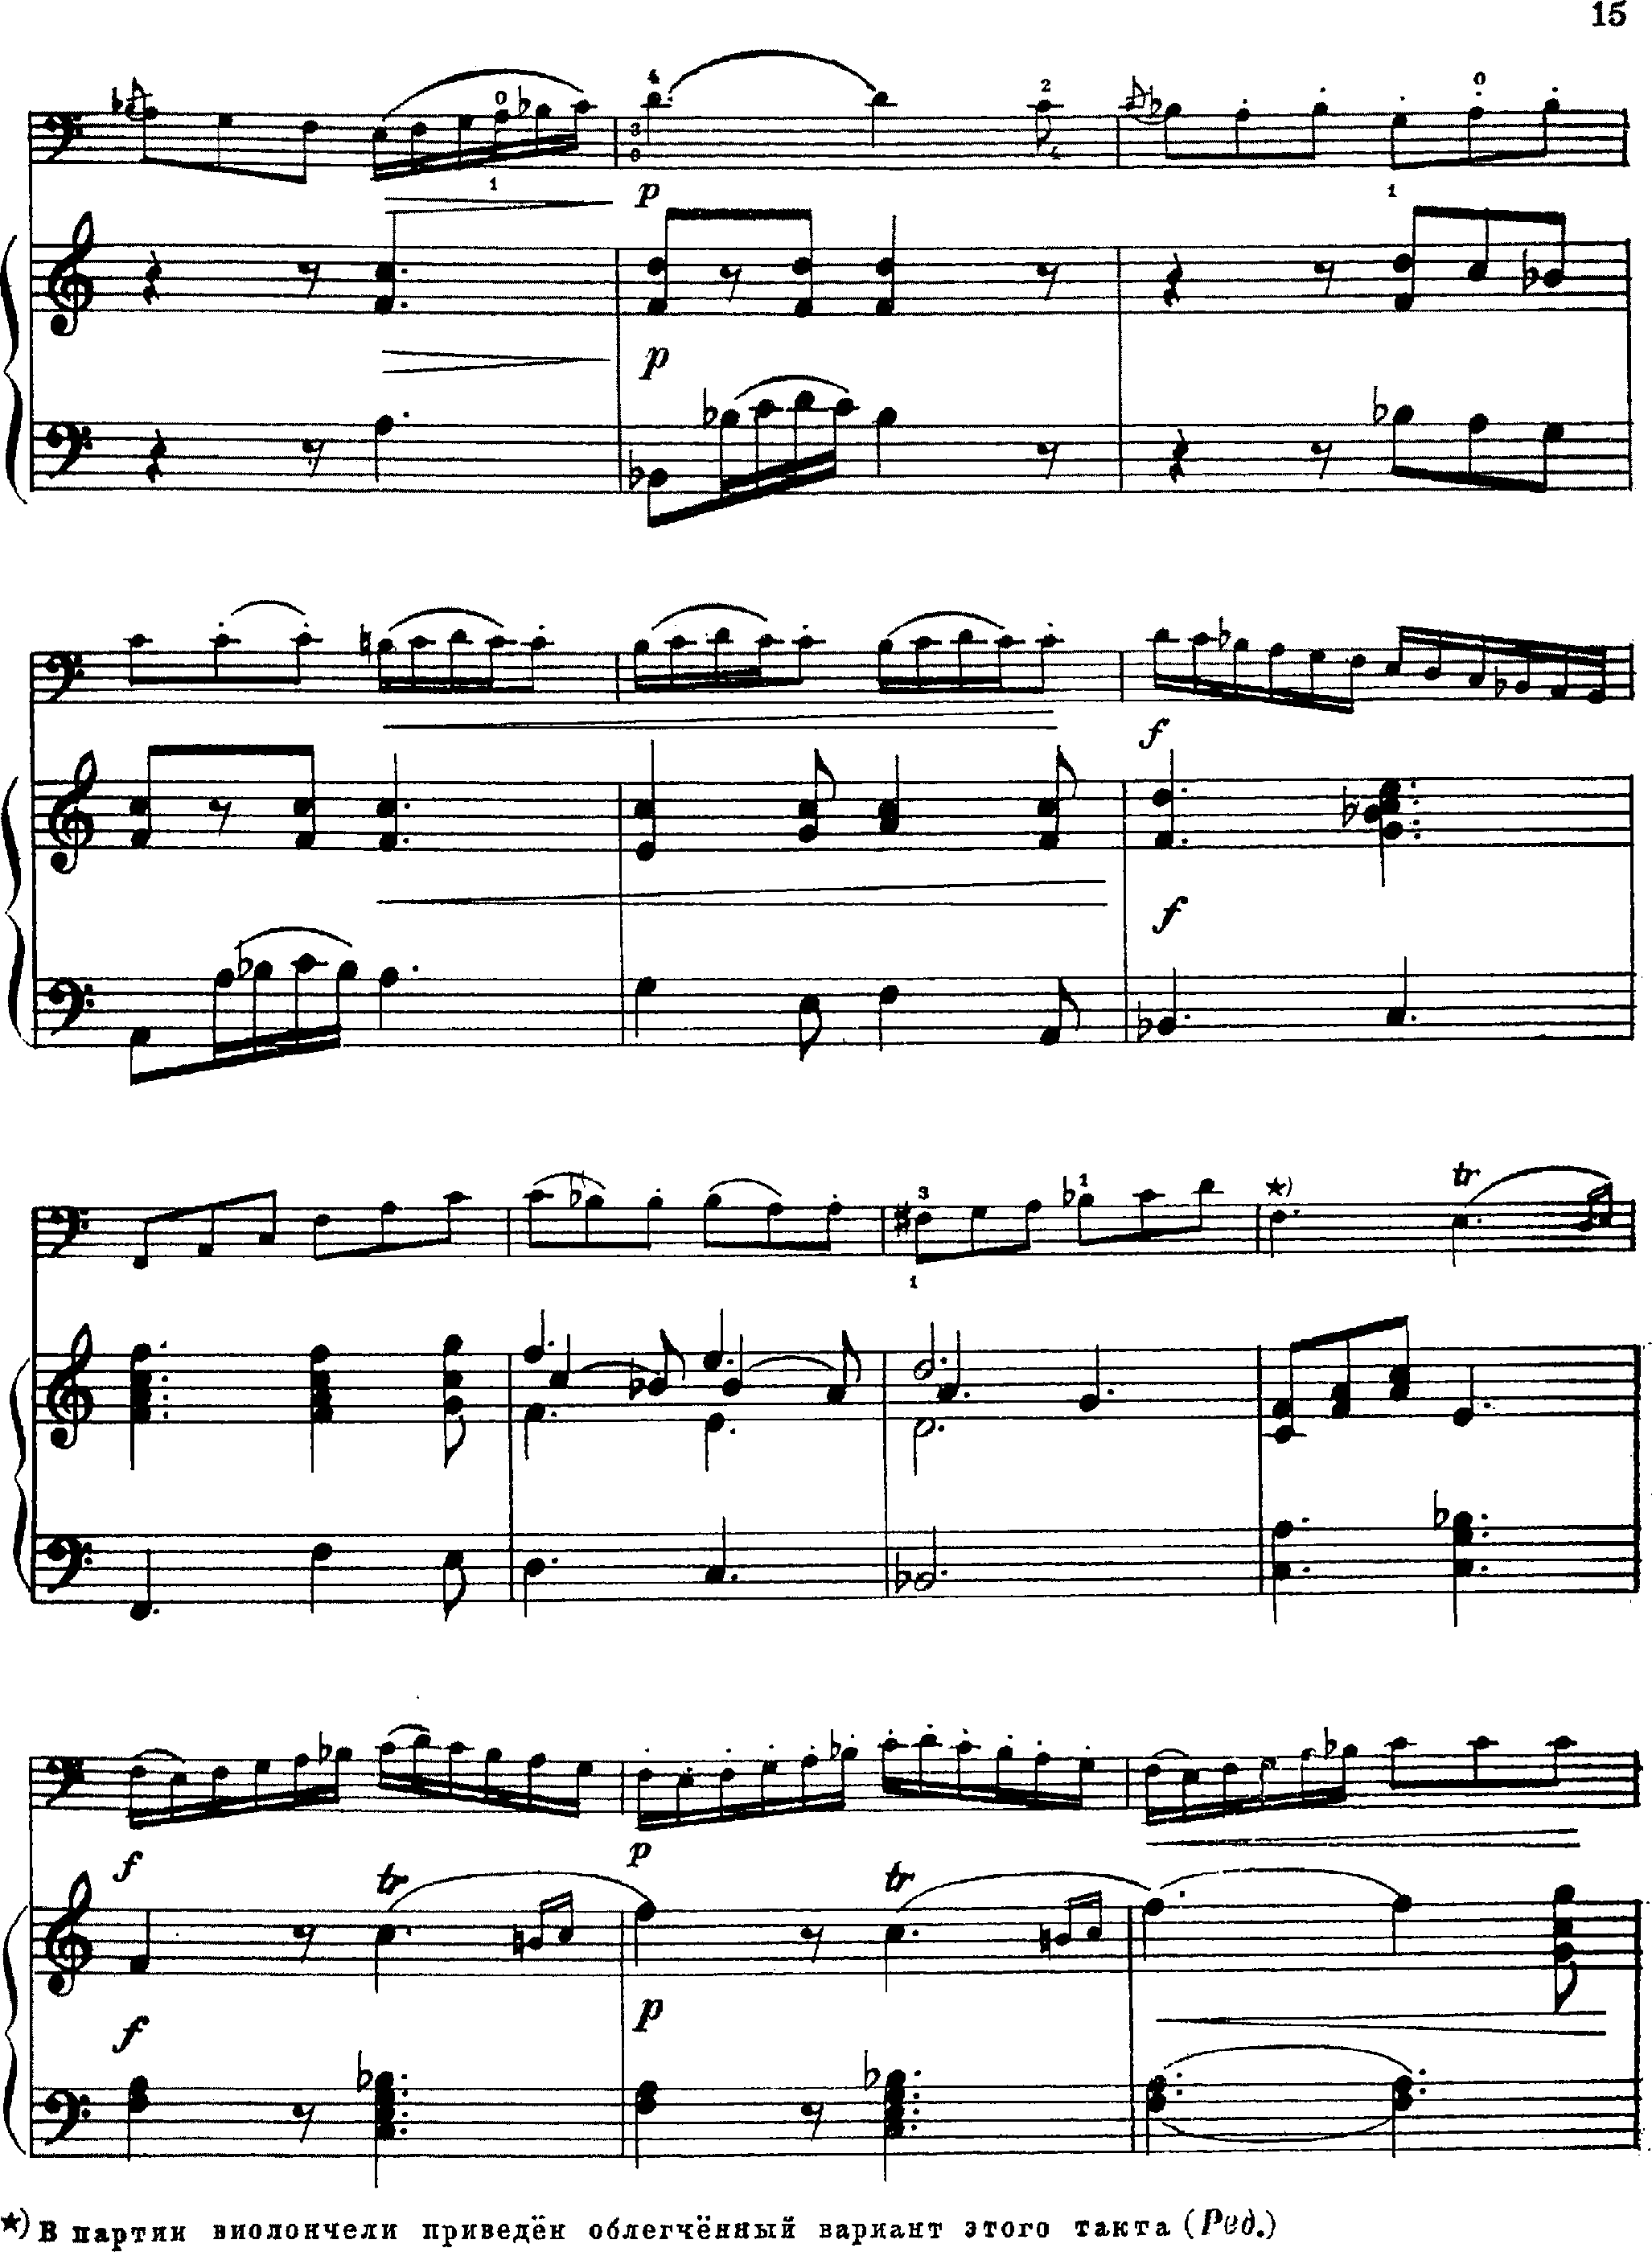 15
4
0
2
3
0
4
1
1
0
p
p
f
f
3
1
★)
tr
1
f
p
tr
tr
f
p
★) В партии виолончели приведён облегчённый вариант этого такта (Ред.)